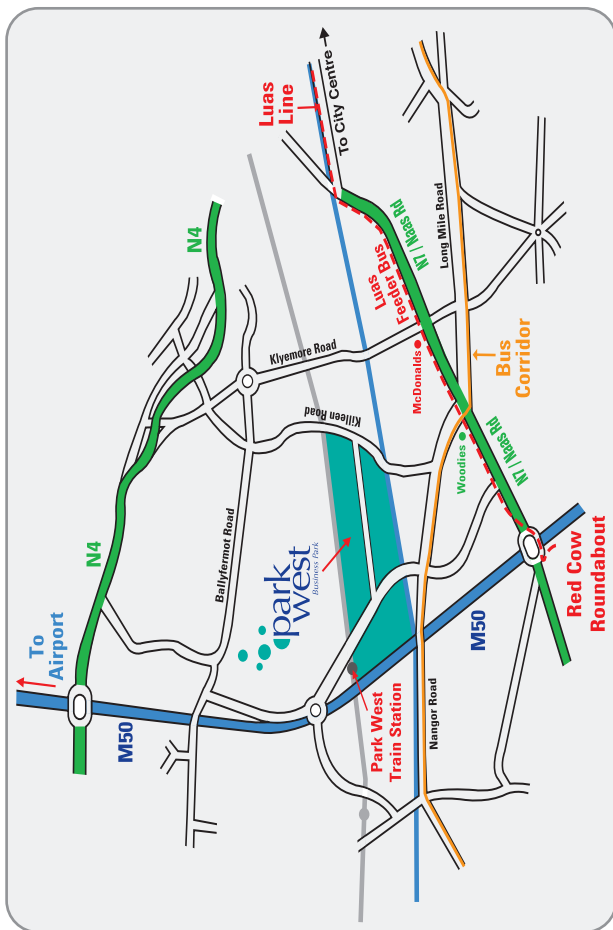 To
Airport
M50
N4
N4
Ballyfermot Road
park
west
Business Park
Park West
Train Station
Killeen Road
Klyemore Road
Luas
Line
To City Centre
N7 / Naas Rd
Luas
Feeder Bus
McDonalds
Long Mile Road
Bus
Corridor
Woodies
N7 / Naas Rd
Nangor Road
M50
Red Cow
Roundabout